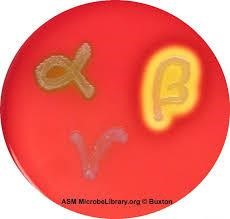 α β
γ
ASM MicrobeLibrary.org © Buxton